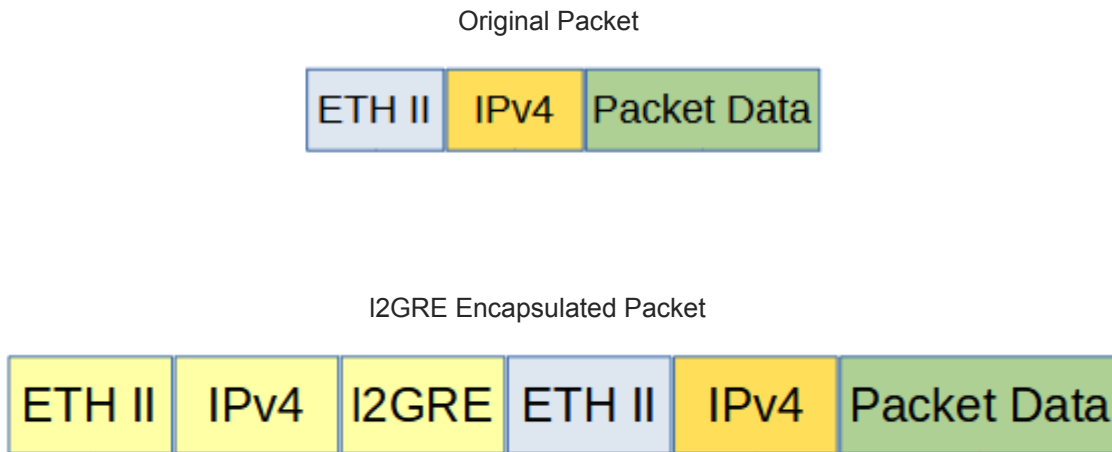 Original Packet
ETH II IPv4 Packet Data
l2GRE Encapsulated Packet
ETH II IPv4 l2GRE ETH II IPv4 Packet Data